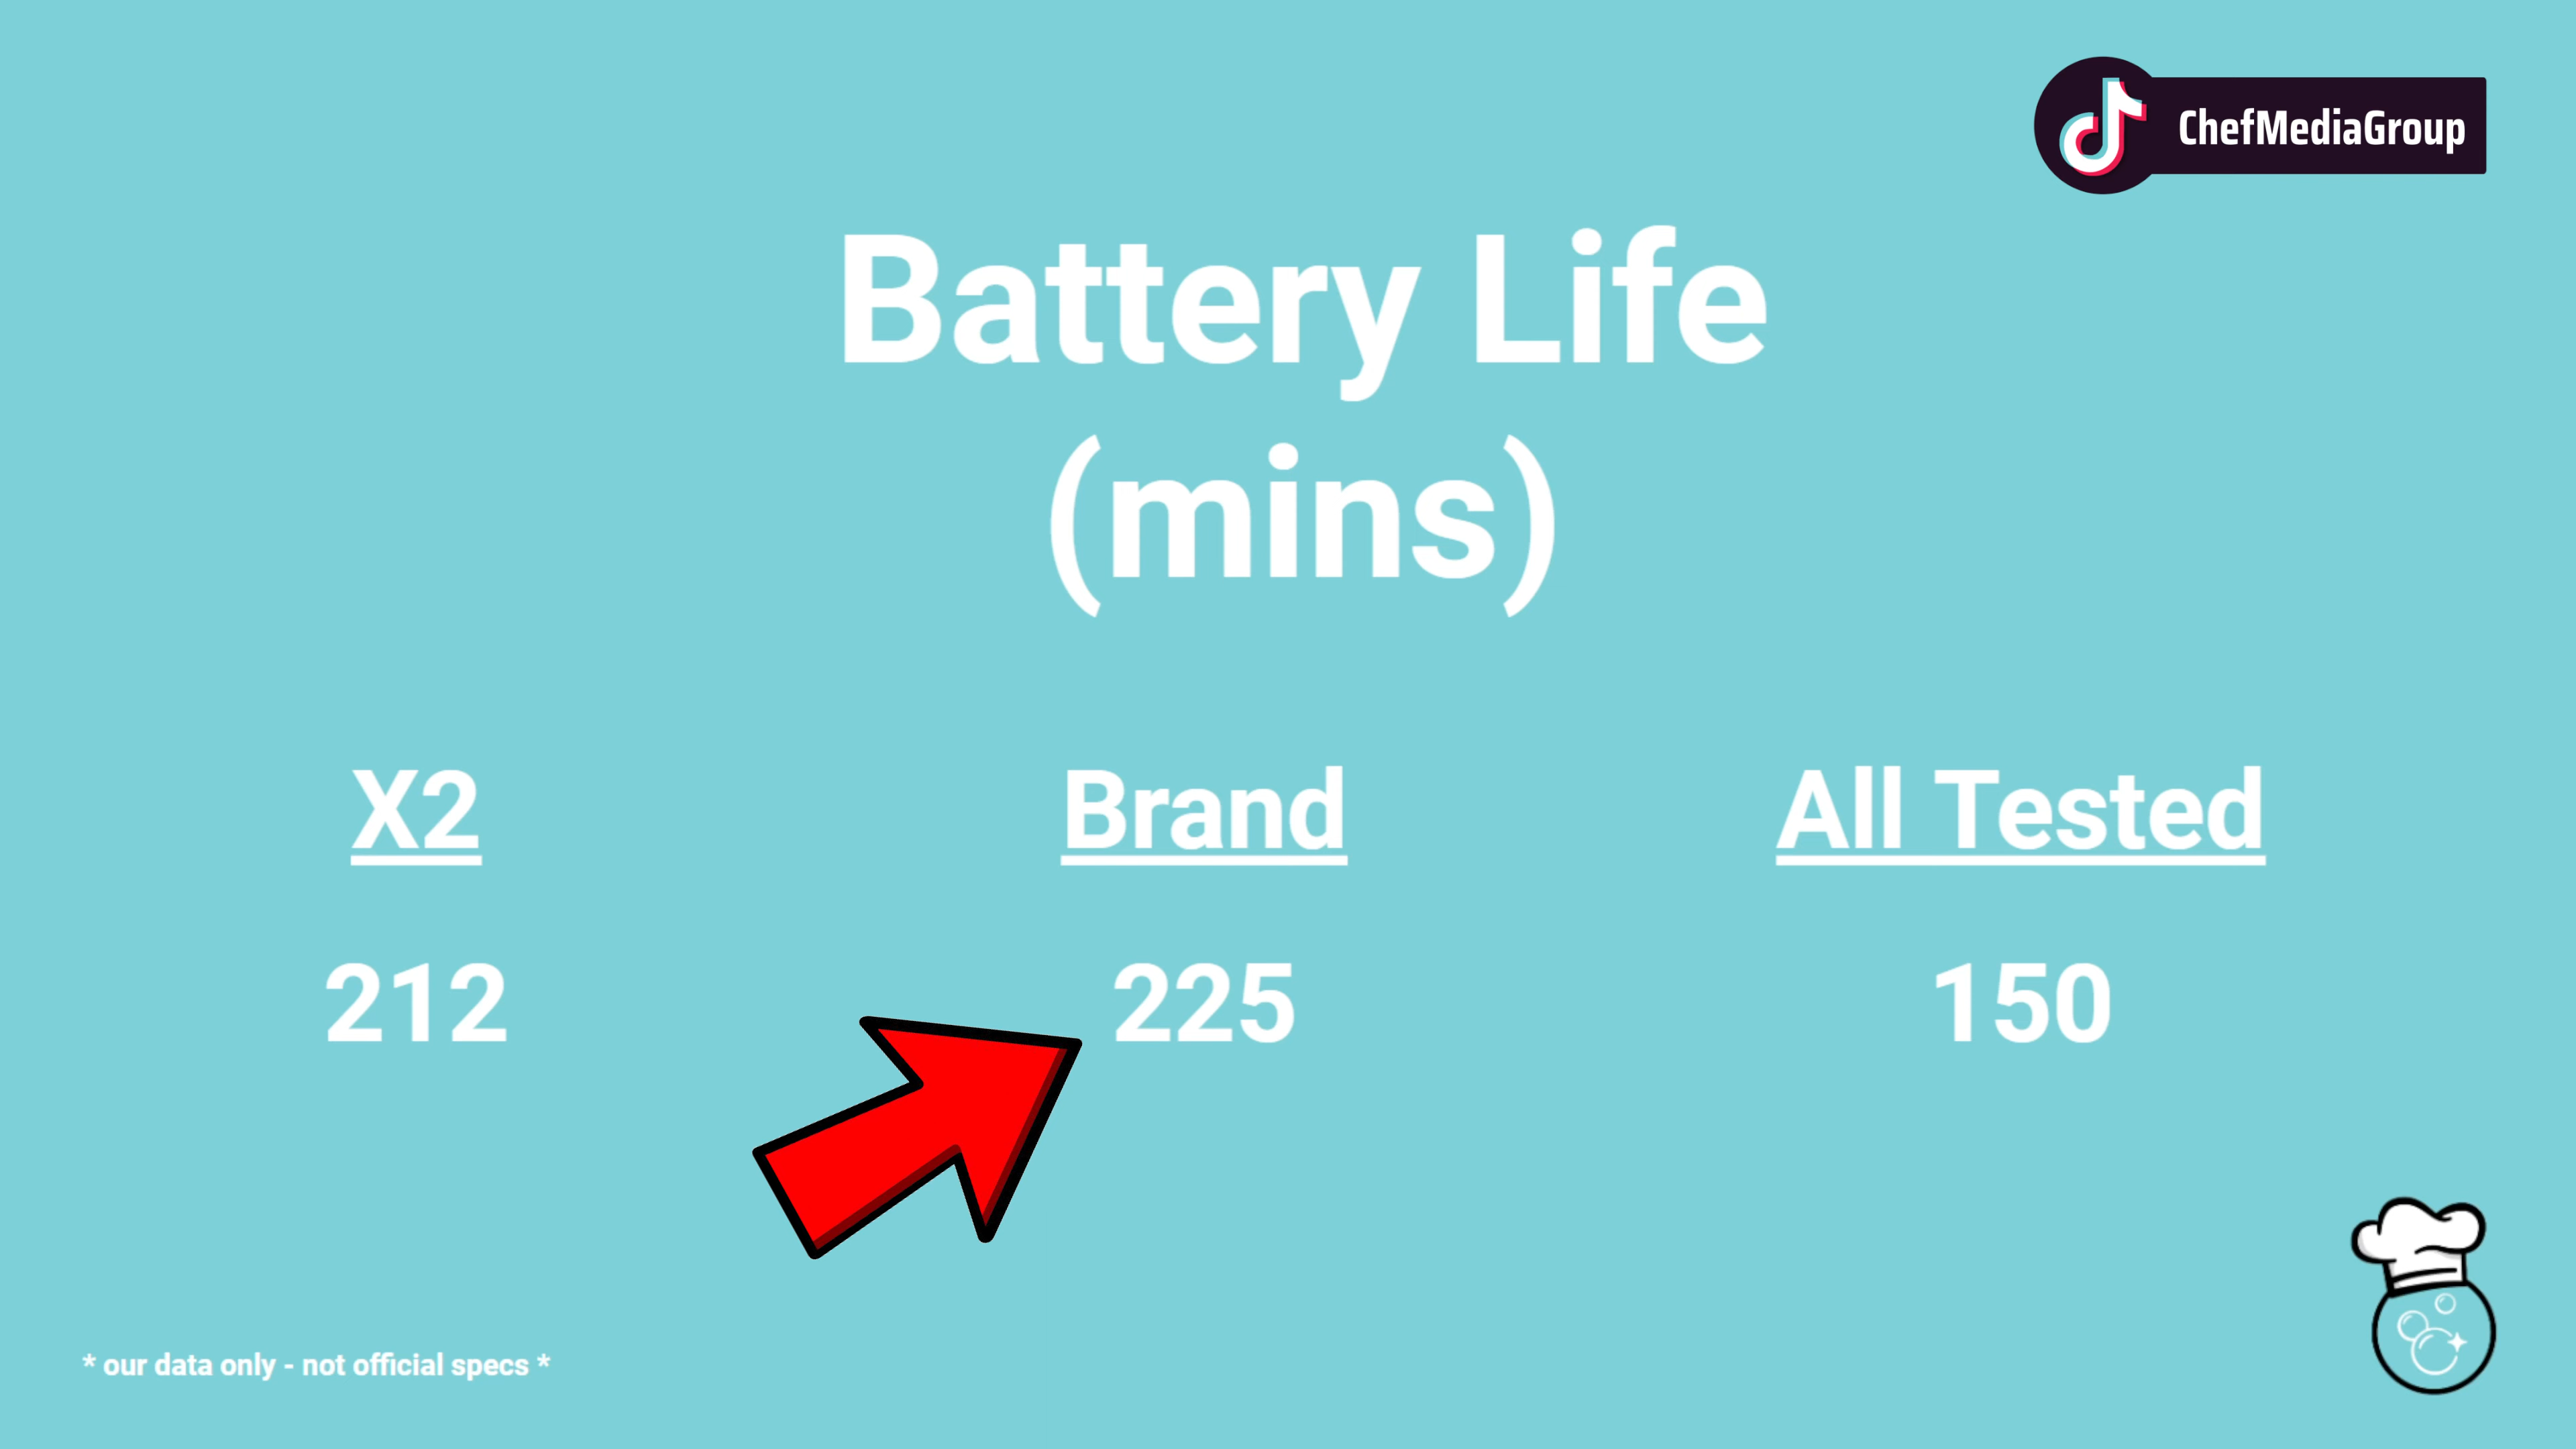 ChefMediaGroup
Battery Life
(mins)
X2 Brand All Tested
212 225 150
* our data only - not official specs *